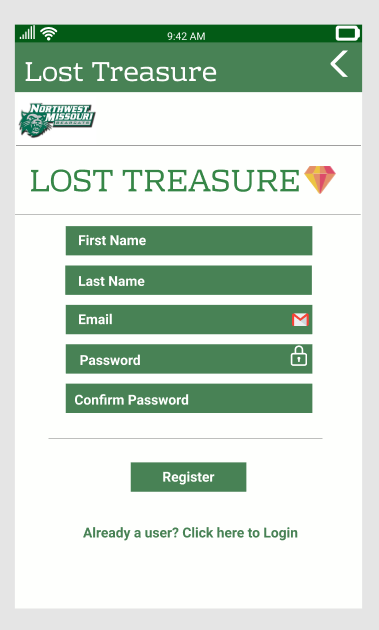 9:42 AM
Lost Treasure
NORTHWEST
MISSOURI
BEARCATS
LOST TREASURE
First Name
Last Name
Email
Password
Confirm Password
Register
Already a user? Click here to Login